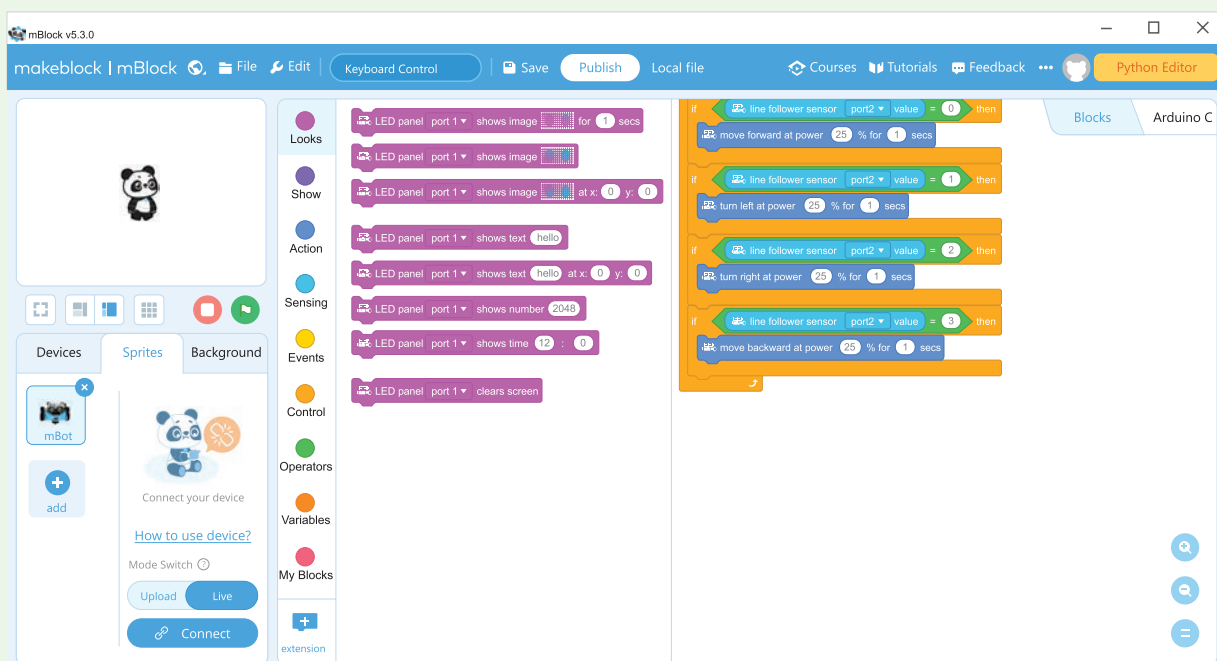 mBlock v5.3.0
makeblock | mBlock File Edit Keyboard Control Save Publish Local file Courses Tutorials Feedback Python Editor
Devices Sprites Background
mBot
add
Connect your device
How to use device?
Mode Switch ?
Upload Live
Connect
Looks
Show
Action
Sensing
Events
Control
Operators
Variables
My Blocks
extension
LED panel port 1 shows image for 1 secs
LED panel port 1 shows image
LED panel port 1 shows image at x: 0 y: 0
LED panel port 1 shows text hello
LED panel port 1 shows text hello at x: 0 y: 0
LED panel port 1 shows number 2048
LED panel port 1 shows time 12 : 0
LED panel port 1 clears screen
if line follower sensor port2 value = 0 then
move forward at power 25 % for 1 secs
if line follower sensor port2 value = 1 then
turn left at power 25 % for 1 secs
if line follower sensor port2 value = 2 then
turn right at power 25 % for 1 secs
if line follower sensor port2 value = 3 then
move backward at power 25 % for 1 secs
Blocks Arduino C